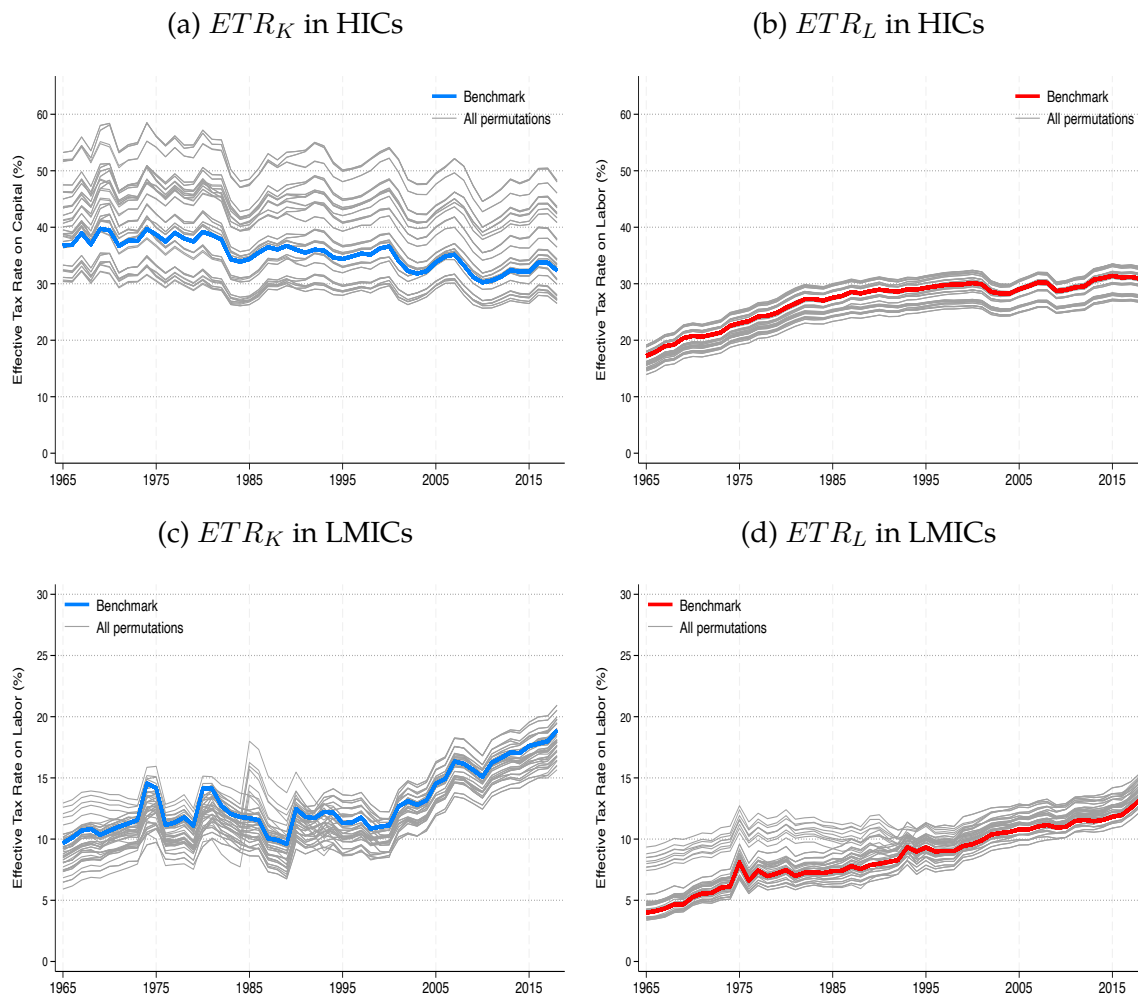 (a) ETR_K in HICs
(b) ETR_L in HICs
Effective Tax Rate on Capital (%)
60
50
40
30
20
10
0
Benchmark
All permutations
1965 1975 1985 1995 2005 2015
Effective Tax Rate on Labor (%)
60
50
40
30
20
10
0
Benchmark
All permutations
1965 1975 1985 1995 2005 2015
(c) ETR_K in LMICs
(d) ETR_L in LMICs
Effective Tax Rate on Labor (%)
30
25
20
15
10
5
0
Benchmark
All permutations
1965 1975 1985 1995 2005 2015
Effective Tax Rate on Labor (%)
30
25
20
15
10
5
0
Benchmark
All permutations
1965 1975 1985 1995 2005 2015